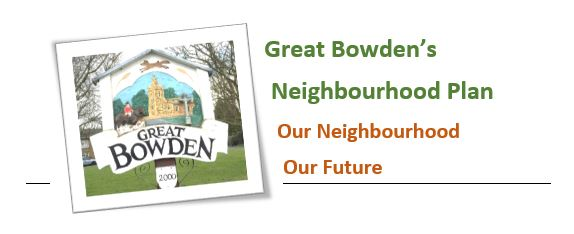 GREAT
BOWDEN
2000
Great Bowden's
Neighbourhood Plan
Our Neighbourhood
Our Future